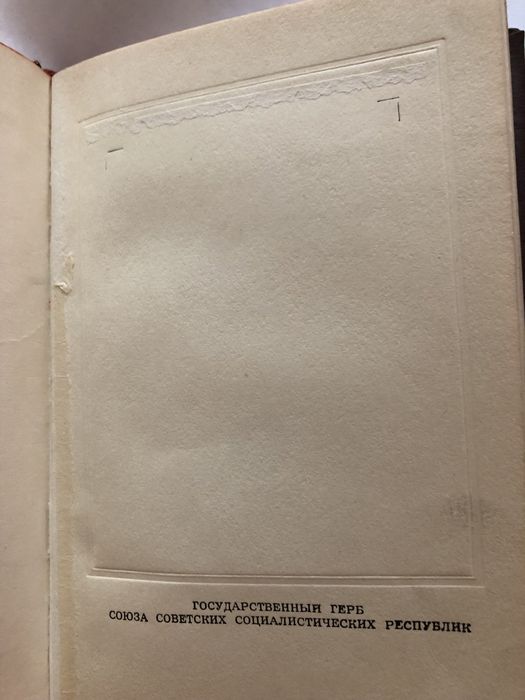 ГОСУДАРСТВЕННЫЙ ГЕРБ
СОЮЗА СОВЕТСКИХ СОЦИАЛИСТИЧЕСКИХ РЕСПУБЛИК